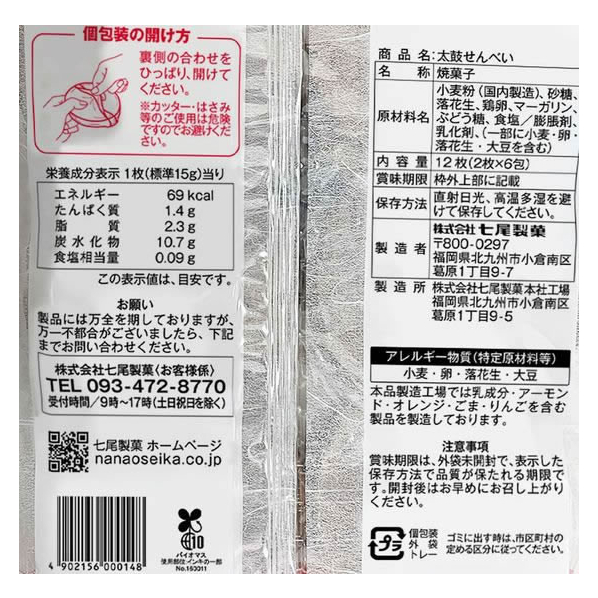 個包装の開け方
裏側の合わせを
ひっぱり、開けて
ください。
※カッター・はさみ
等のご使用は危険
ですのでお避けください。
栄養成分表示 1枚(標準15g)当り
エネルギー 69 kcal
たんぱく質 1.4 g
脂質 2.3 g
炭水化物 10.7 g
食塩相当量 0.09 g
この表示値は、目安です。
お願い
製品には万全を期しておりますが、
万一不都合がございましたら、下記
までお問い合わせください。
株式会社七尾製菓〈お客様係〉
TEL 093-472-8770
受付時間／9時～17時(土日祝日を除く)
七尾製菓 ホームページ
nanaoseika.co.jp
4 902156 000148
10
バイオマス
使用部位:インキの一部
No.160011
商品名:太鼓せんべい
名称 焼菓子
原材料名 小麦粉(国内製造)、砂糖、
落花生、鶏卵、マーガリン、
ぶどう糖、食塩／膨脹剤、
乳化剤、(一部に小麦・卵・
落花生・大豆を含む)
内容量 12枚(2枚×6包)
賞味期限 枠外上部に記載
保存方法 直射日光、高温多湿を避
けて保存してください。
製造者 株式会社 七尾製菓
〒800-0297
福岡県北九州市小倉南区
葛原1丁目9-7
製造所 株式会社七尾製菓本社工場
福岡県北九州市小倉南区
葛原1丁目9-5
アレルギー物質(特定原材料等)
小麦・卵・落花生・大豆
本品製造工場では乳成分・アーモン
ド・オレンジ・ごま・りんごを含む
製品を製造しております。
注意事項
賞味期限は、外袋未開封で、表示した
保存方法で品質が保たれる期限で
す。開封後はお早めにお召し上がり
ください。
プラ
個包装
外袋
トレー
ゴミに出す時は、市区町村の
定める区分に従ってください。